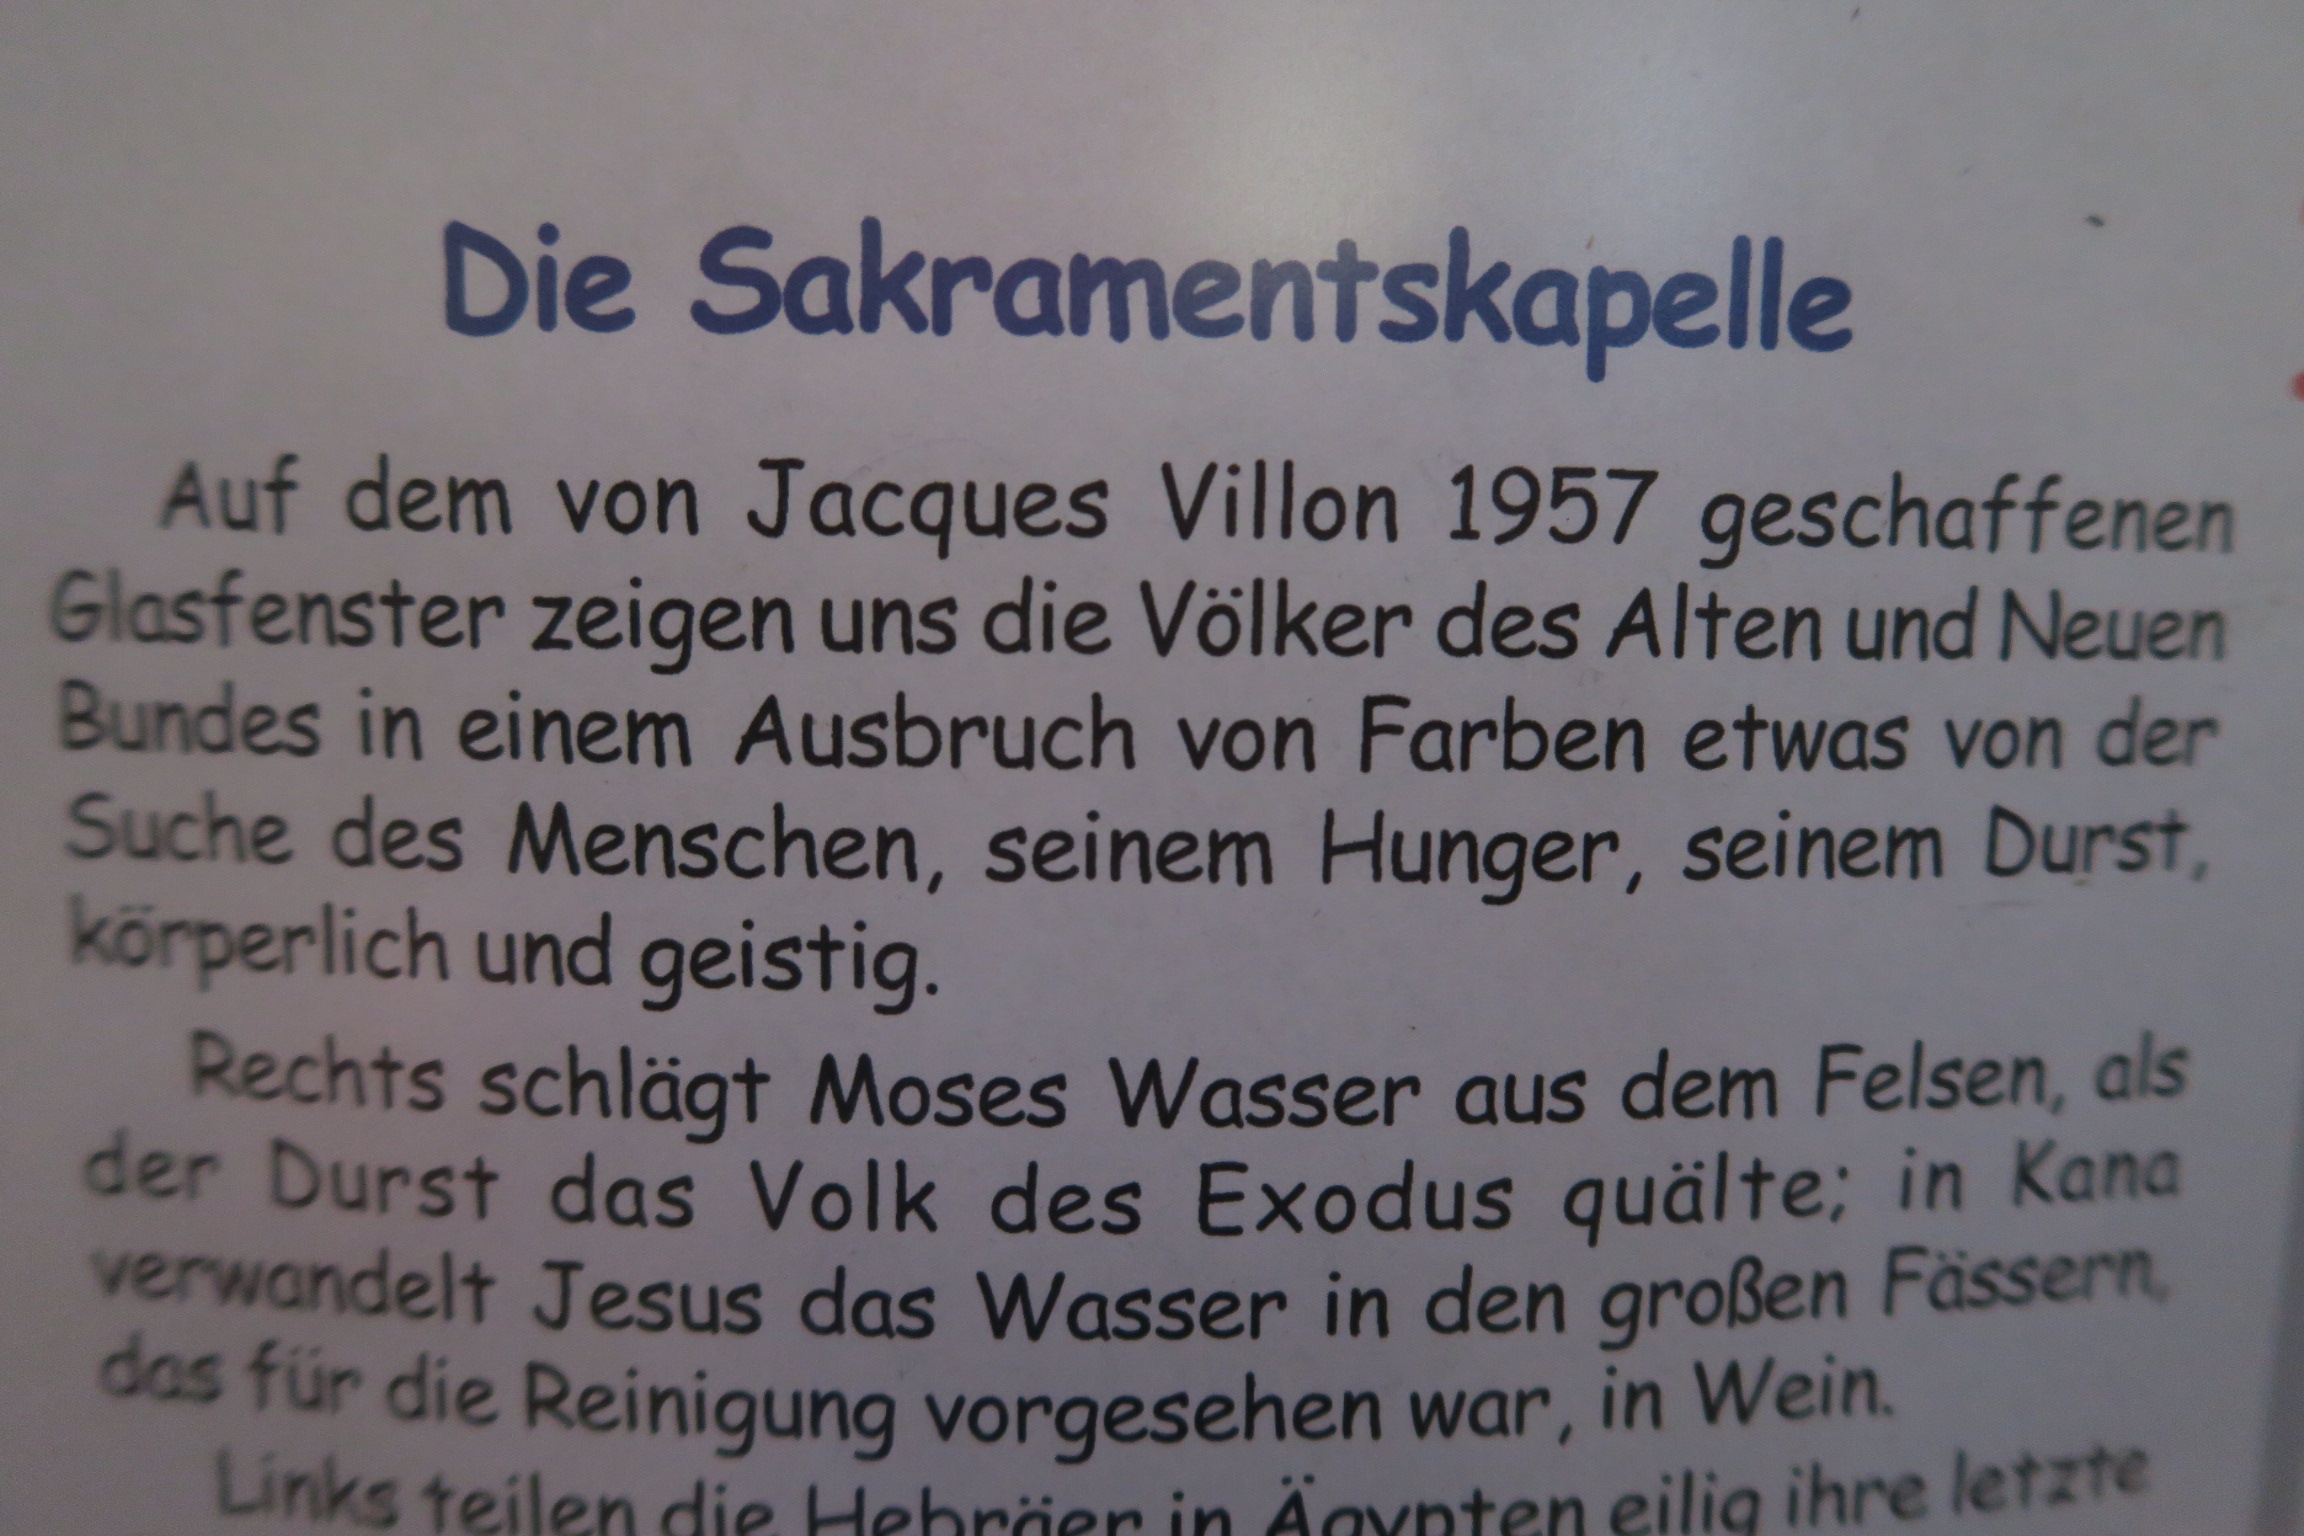 Die Sakramentskapelle
Auf dem von Jacques Villon 1957 geschaffenen
Glasfenster zeigen uns die Völker des Alten und Neuen
Bundes in einem Ausbruch von Farben etwas von der
Suche des Menschen, seinem Hunger, seinem Durst,
körperlich und geistig.
Rechts schlägt Moses Wasser aus dem Felsen, als
der Durst das Volk des Exodus quälte; in Kana
verwandelt Jesus das Wasser in den großen Fässern,
das für die Reinigung vorgesehen war, in Wein.
Links teilen die Hebräer in Ägypten eilig ihre letzte